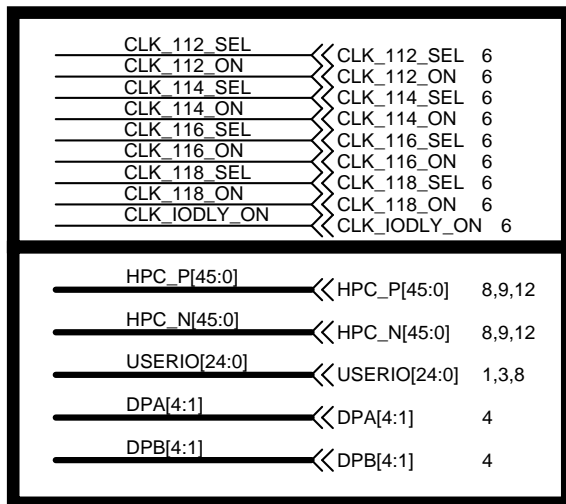 CLK_112_SEL CLK_112_SEL 6
CLK_112_ON CLK_112_ON 6
CLK_114_SEL CLK_114_SEL 6
CLK_114_ON CLK_114_ON 6
CLK_116_SEL CLK_116_SEL 6
CLK_116_ON CLK_116_ON 6
CLK_118_SEL CLK_118_SEL 6
CLK_118_ON CLK_118_ON 6
CLK_IODLY_ON CLK_IODLY_ON 6
HPC_P[45:0] HPC_P[45:0] 8,9,12
HPC_N[45:0] HPC_N[45:0] 8,9,12
USERIO[24:0] USERIO[24:0] 1,3,8
DPA[4:1] DPA[4:1] 4
DPB[4:1] DPB[4:1] 4